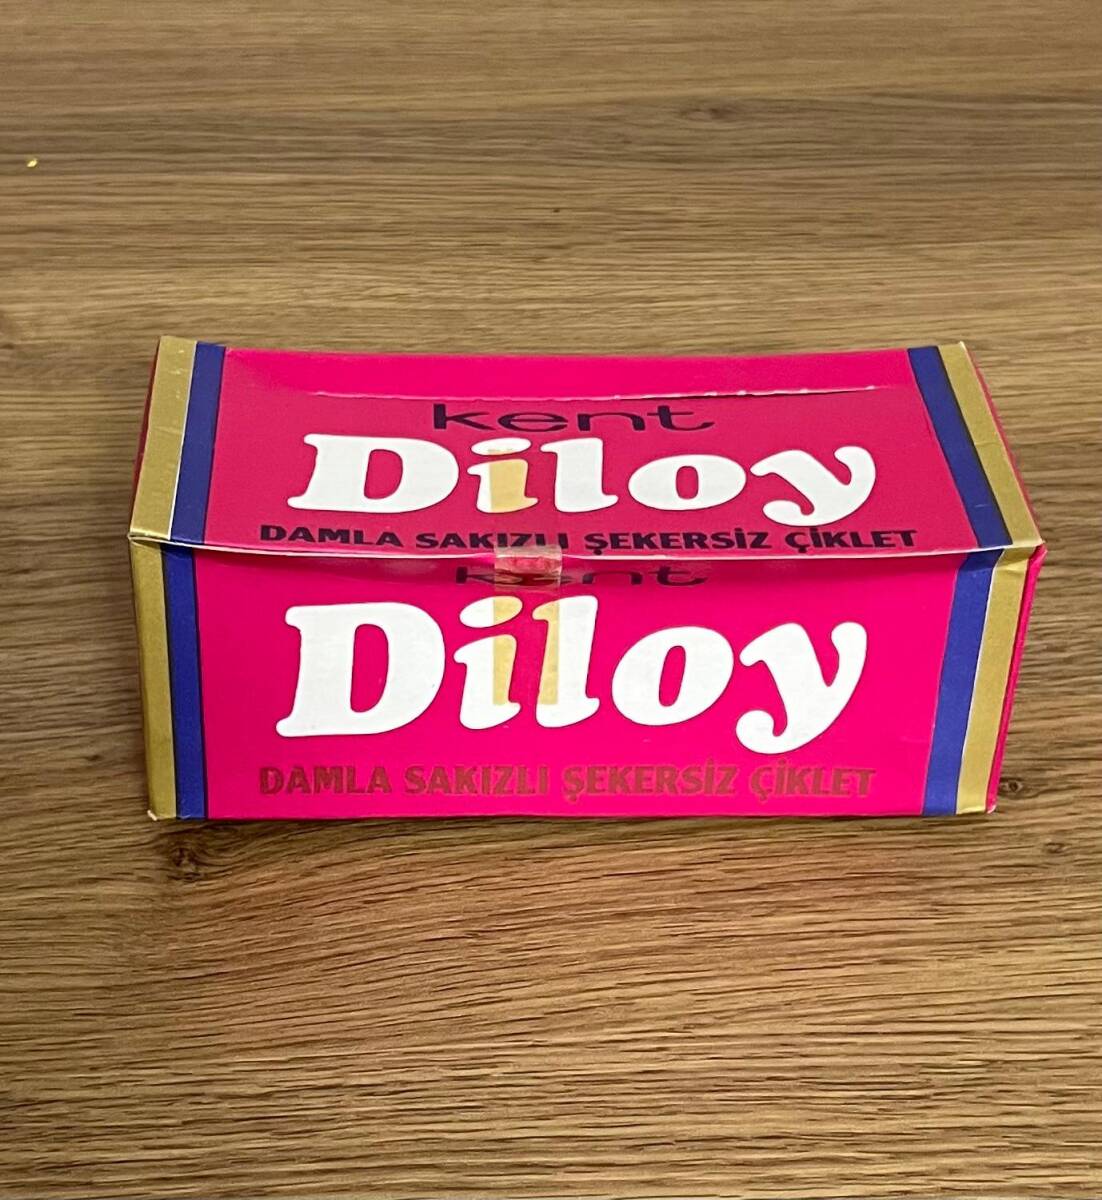 kent
Diloy
DAMLA SAKIZLI ŞEKERSİZ ÇİKLET
kent
Diloy
DAMLA SAKIZLI ŞEKERSİZ ÇİKLET